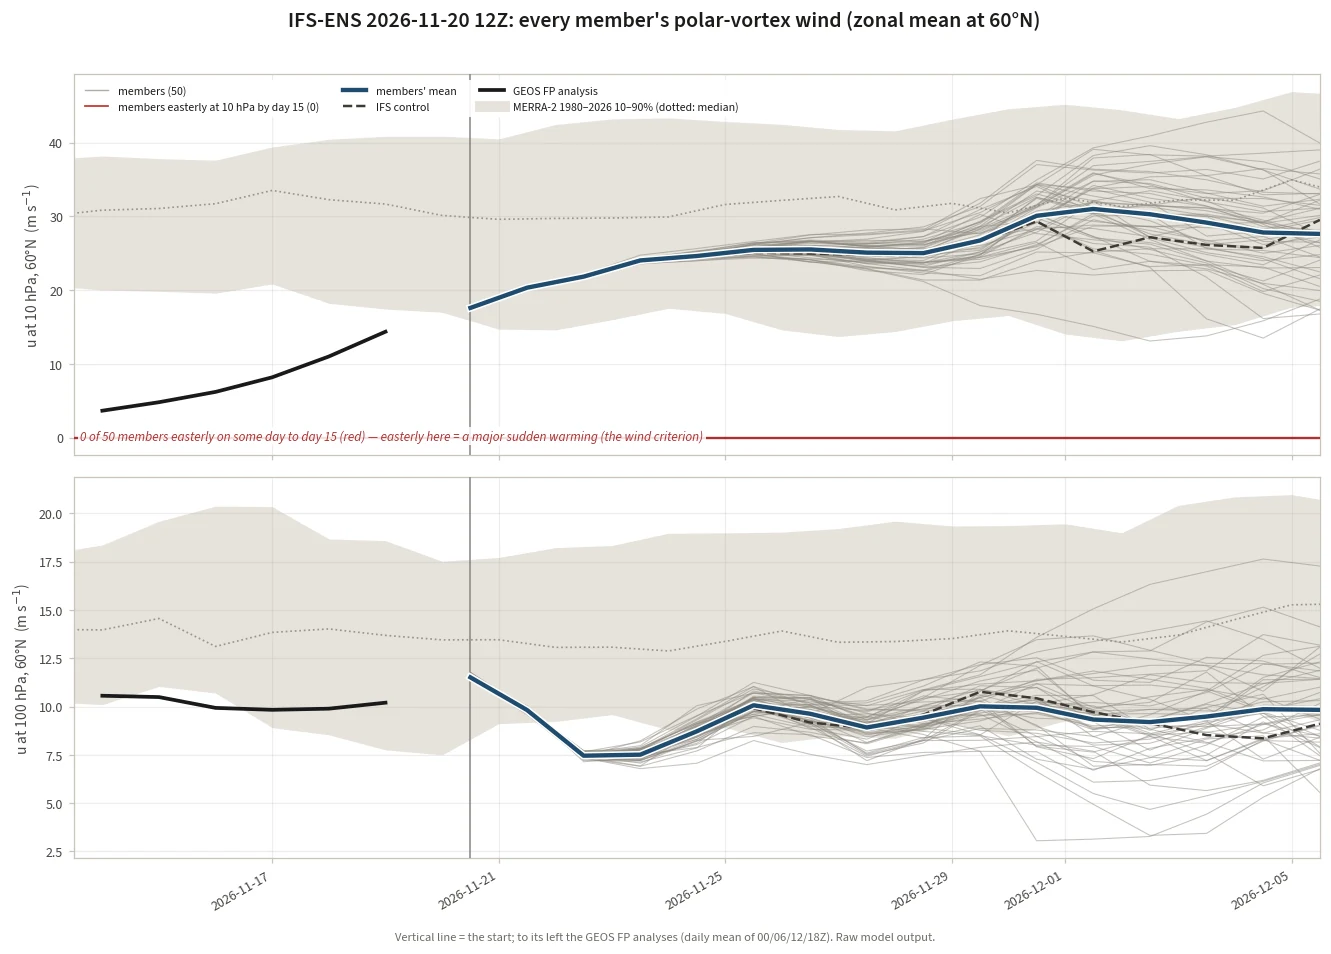 IFS-ENS 2026-11-20 12Z: every member's polar-vortex wind (zonal mean at 60°N)
members (50)
members easterly at 10 hPa by day 15 (0)
members' mean
IFS control
GEOS FP analysis
MERRA-2 1980–2026 10–90% (dotted: median)
u at 10 hPa, 60°N (m s⁻¹)
40
30
20
10
0
0 of 50 members easterly on some day to day 15 (red) — easterly here = a major sudden warming (the wind criterion)
u at 100 hPa, 60°N (m s⁻¹)
20.0
17.5
15.0
12.5
10.0
7.5
5.0
2.5
2026-11-17
2026-11-21
2026-11-25
2026-11-29
2026-12-01
2026-12-05
Vertical line = the start; to its left the GEOS FP analyses (daily mean of 00/06/12/18Z). Raw model output.